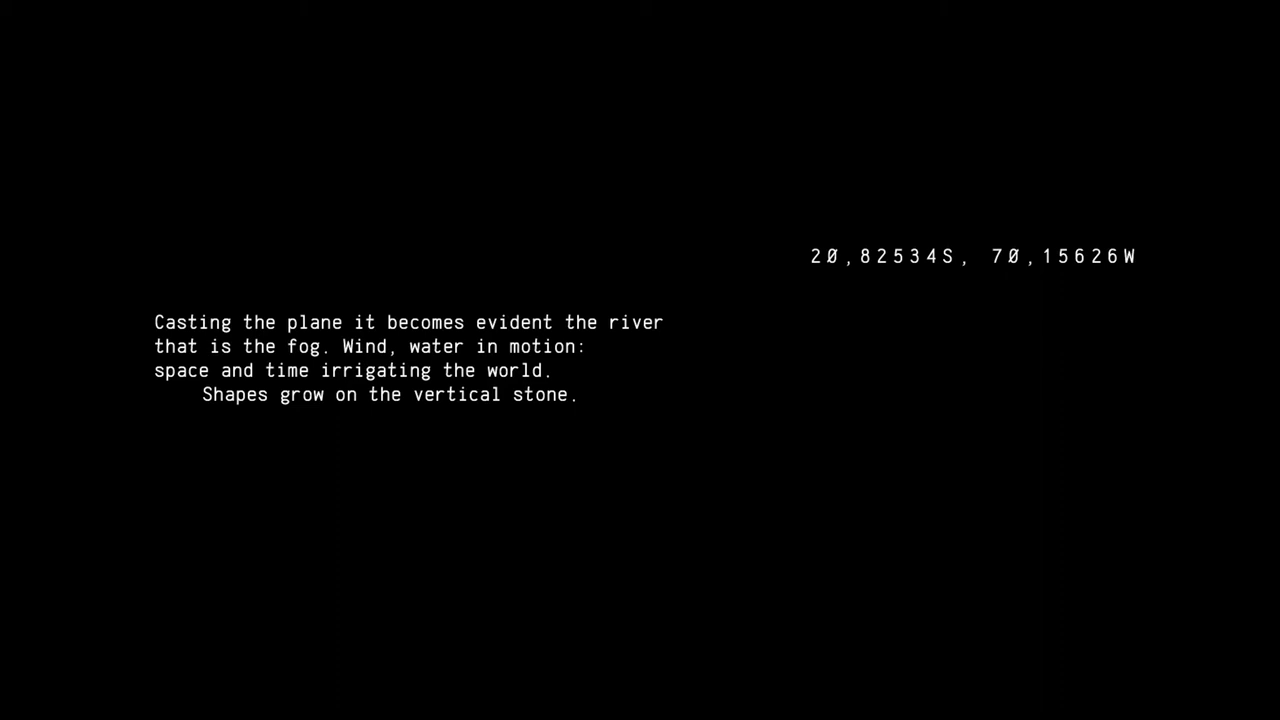 20,82534S, 70,15626W
Casting the plane it becomes evident the river
that is the fog. Wind, water in motion:
space and time irrigating the world.
Shapes grow on the vertical stone.